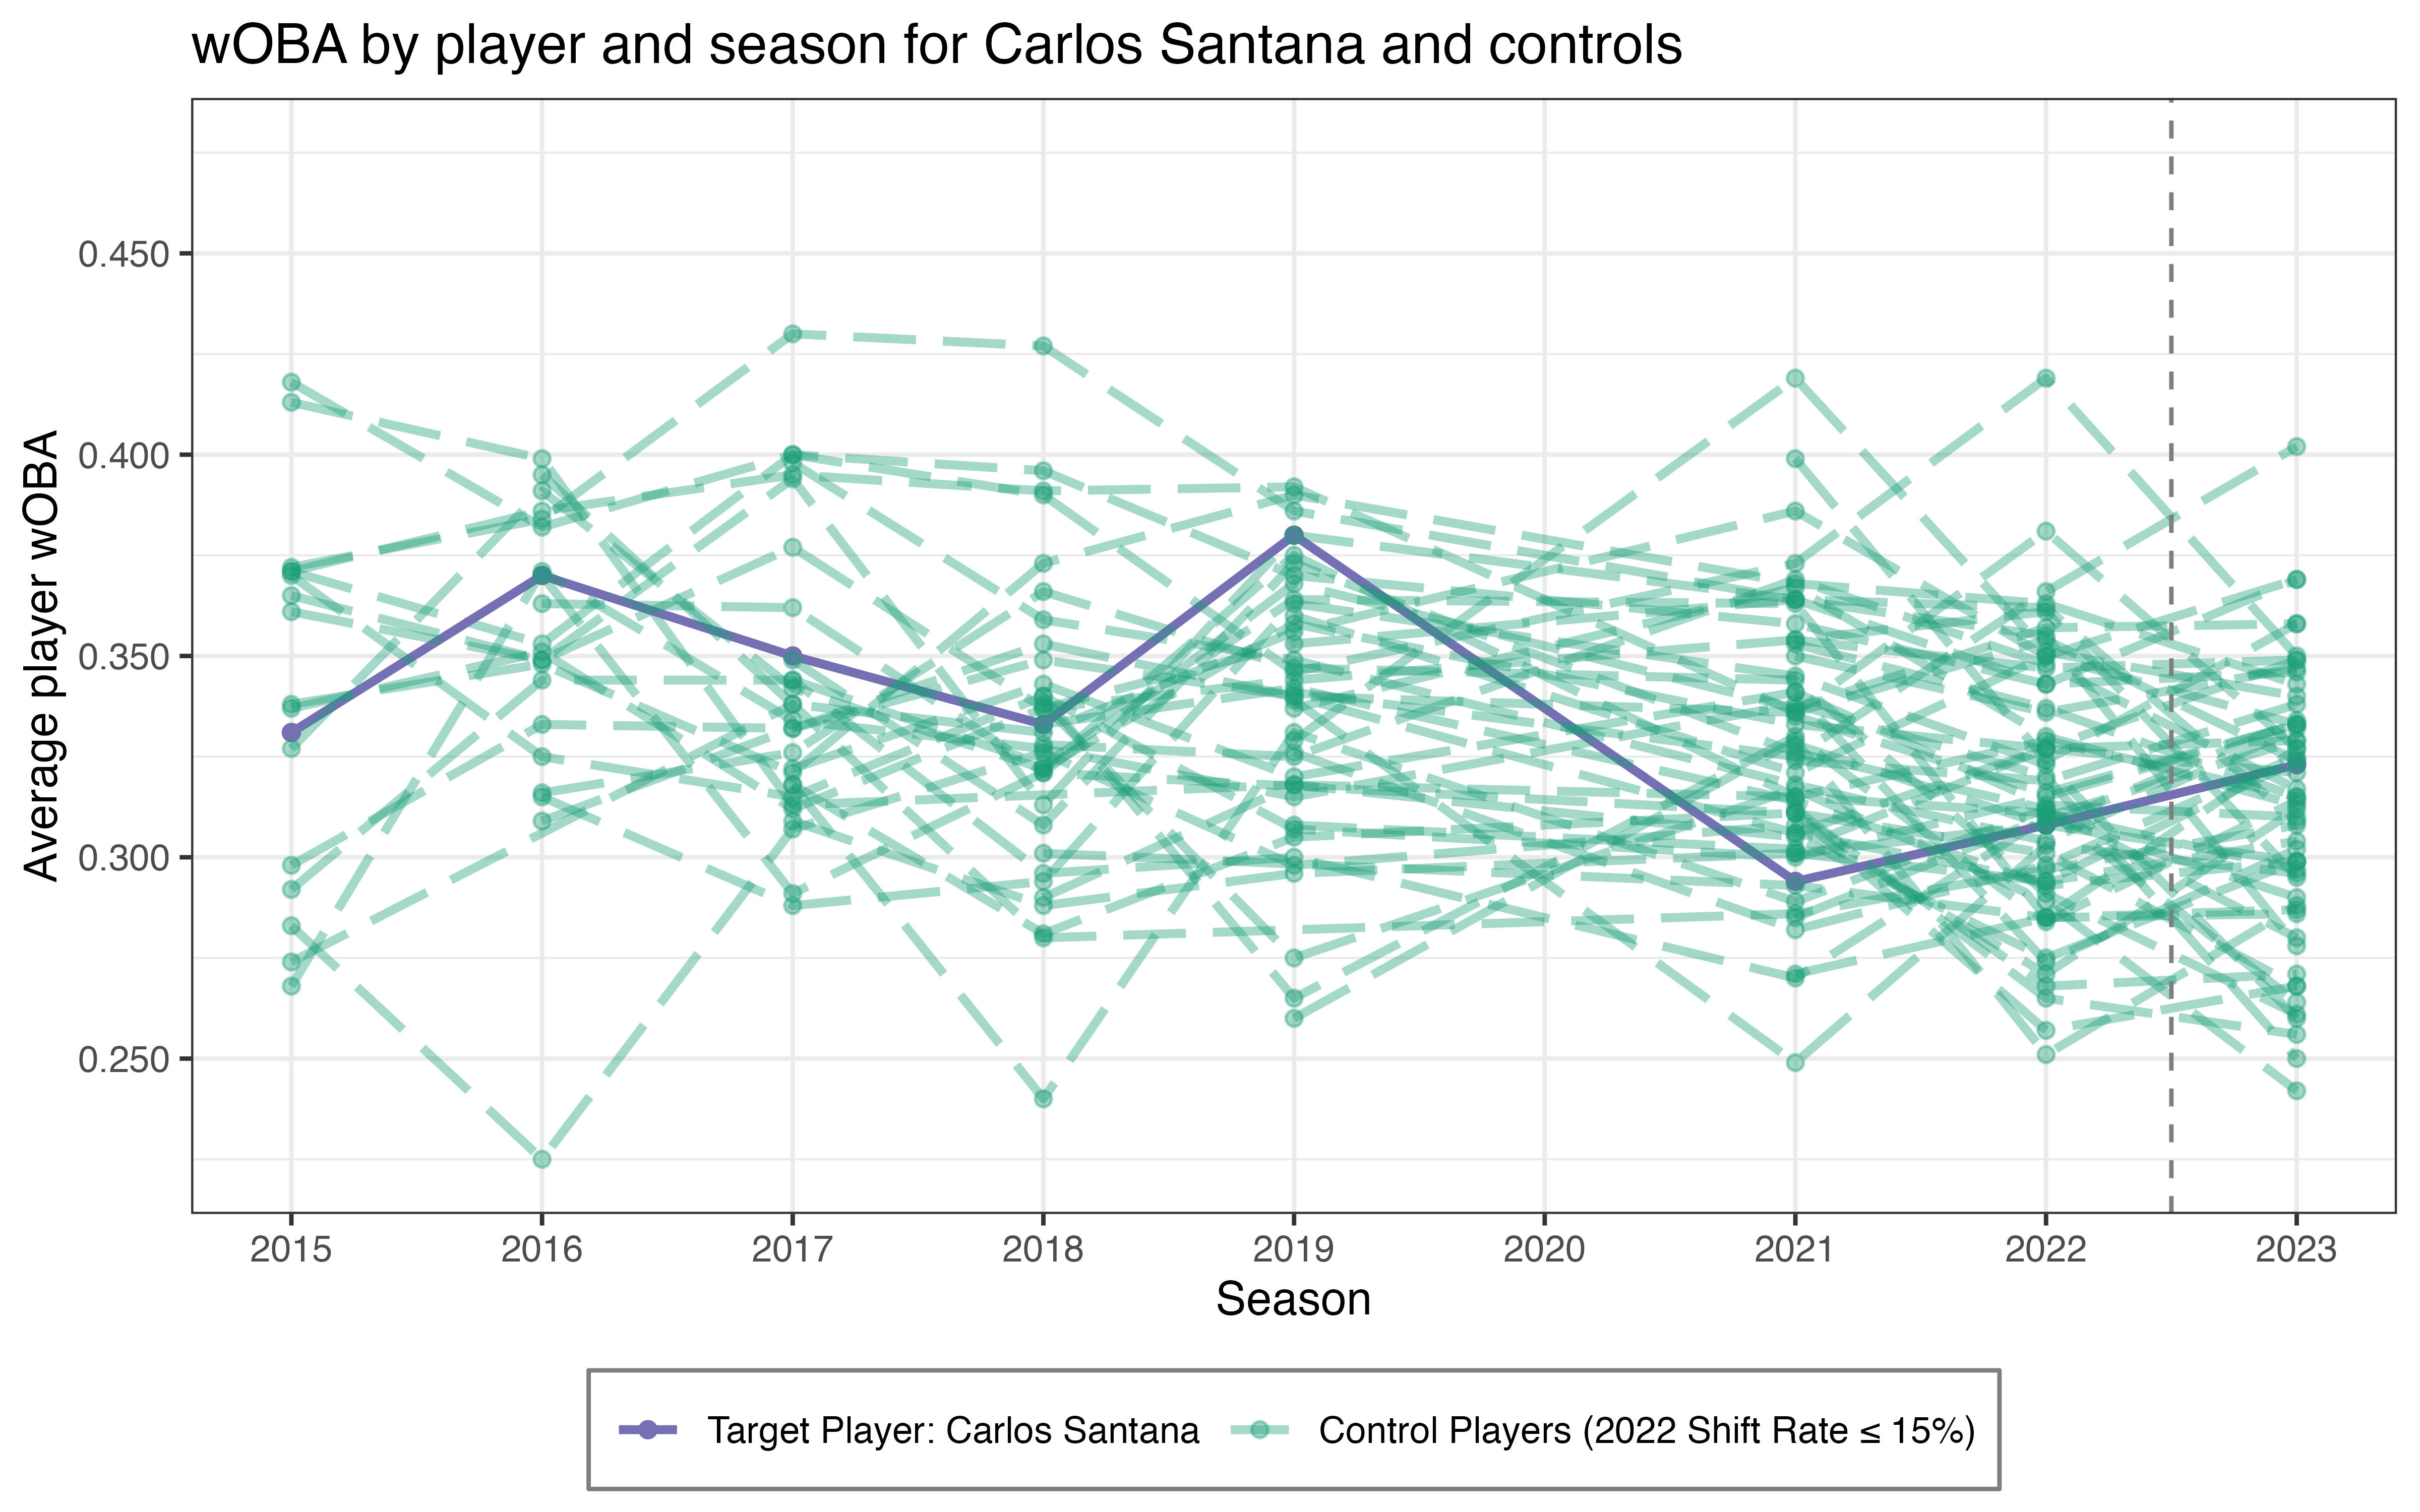 wOBA by player and season for Carlos Santana and controls
Average player wOBA
0.450
0.400
0.350
0.300
0.250
2015 2016 2017 2018 2019 2020 2021 2022 2023
Season
Target Player: Carlos Santana Control Players (2022 Shift Rate ≤ 15%)